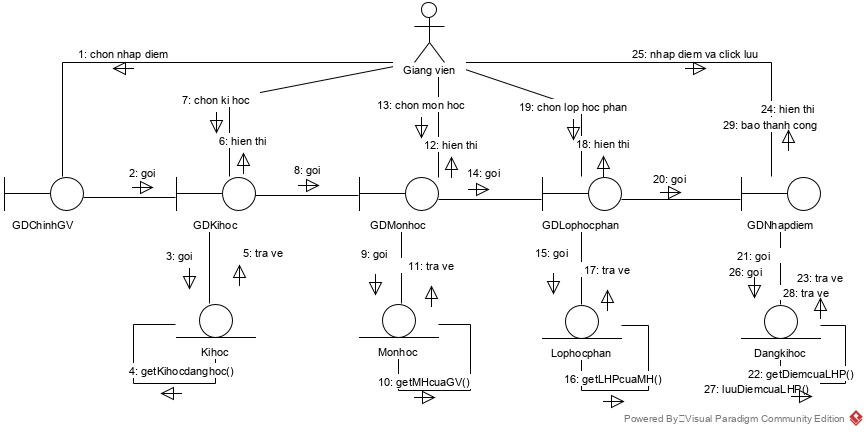 Giang vien
1: chon nhap diem
25: nhap diem va click luu
7: chon ki hoc
13: chon mon hoc
19: chon lop hoc phan
24: hien thi
29: bao thanh cong
6: hien thi
12: hien thi
18: hien thi
2: goi
8: goi
14: goi
20: goi
GDChinhGV
GDKihoc
GDMonhoc
GDLophocphan
GDNhapdiem
3: goi
5: tra ve
9: goi
11: tra ve
15: goi
17: tra ve
21: goi
26: goi
23: tra ve
28: tra ve
Kihoc
Monhoc
Lophocphan
Dangkihoc
4: getKihocdanghoc()
10: getMHcuaGV()
16: getLHPcuaMH()
22: getDiemcuaLHP()
27: luuDiemcuaLHP()
Powered By Visual Paradigm Community Edition